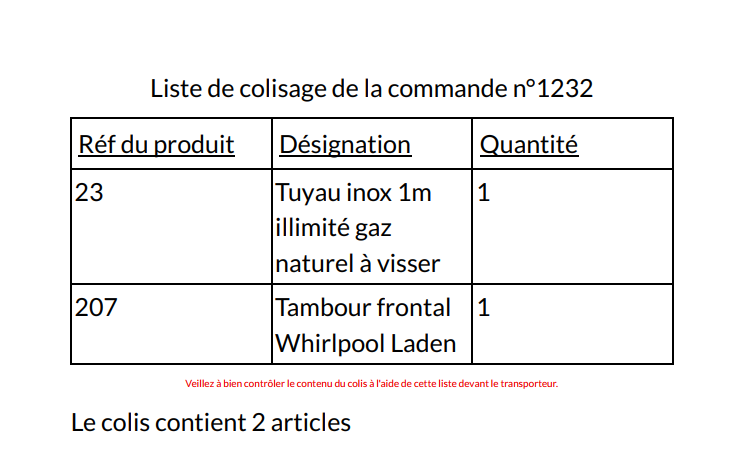 Liste de colisage de la commande n°1232
Réf du produit Désignation Quantité
23 Tuyau inox 1m 1
illimité gaz
naturel à visser
207 Tambour frontal 1
Whirlpool Laden
Veillez à bien contrôler le contenu du colis à l'aide de cette liste devant le transporteur.
Le colis contient 2 articles